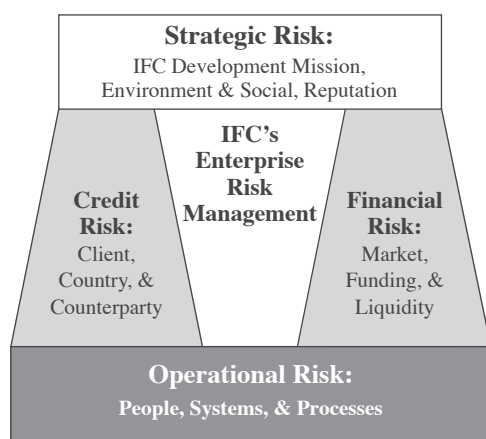 Strategic Risk:
IFC Development Mission,
Environment & Social, Reputation
IFC's
Enterprise
Risk
Management
Credit
Risk:
Client,
Country, &
Counterparty
Financial
Risk:
Market,
Funding, &
Liquidity
Operational Risk:
People, Systems, & Processes